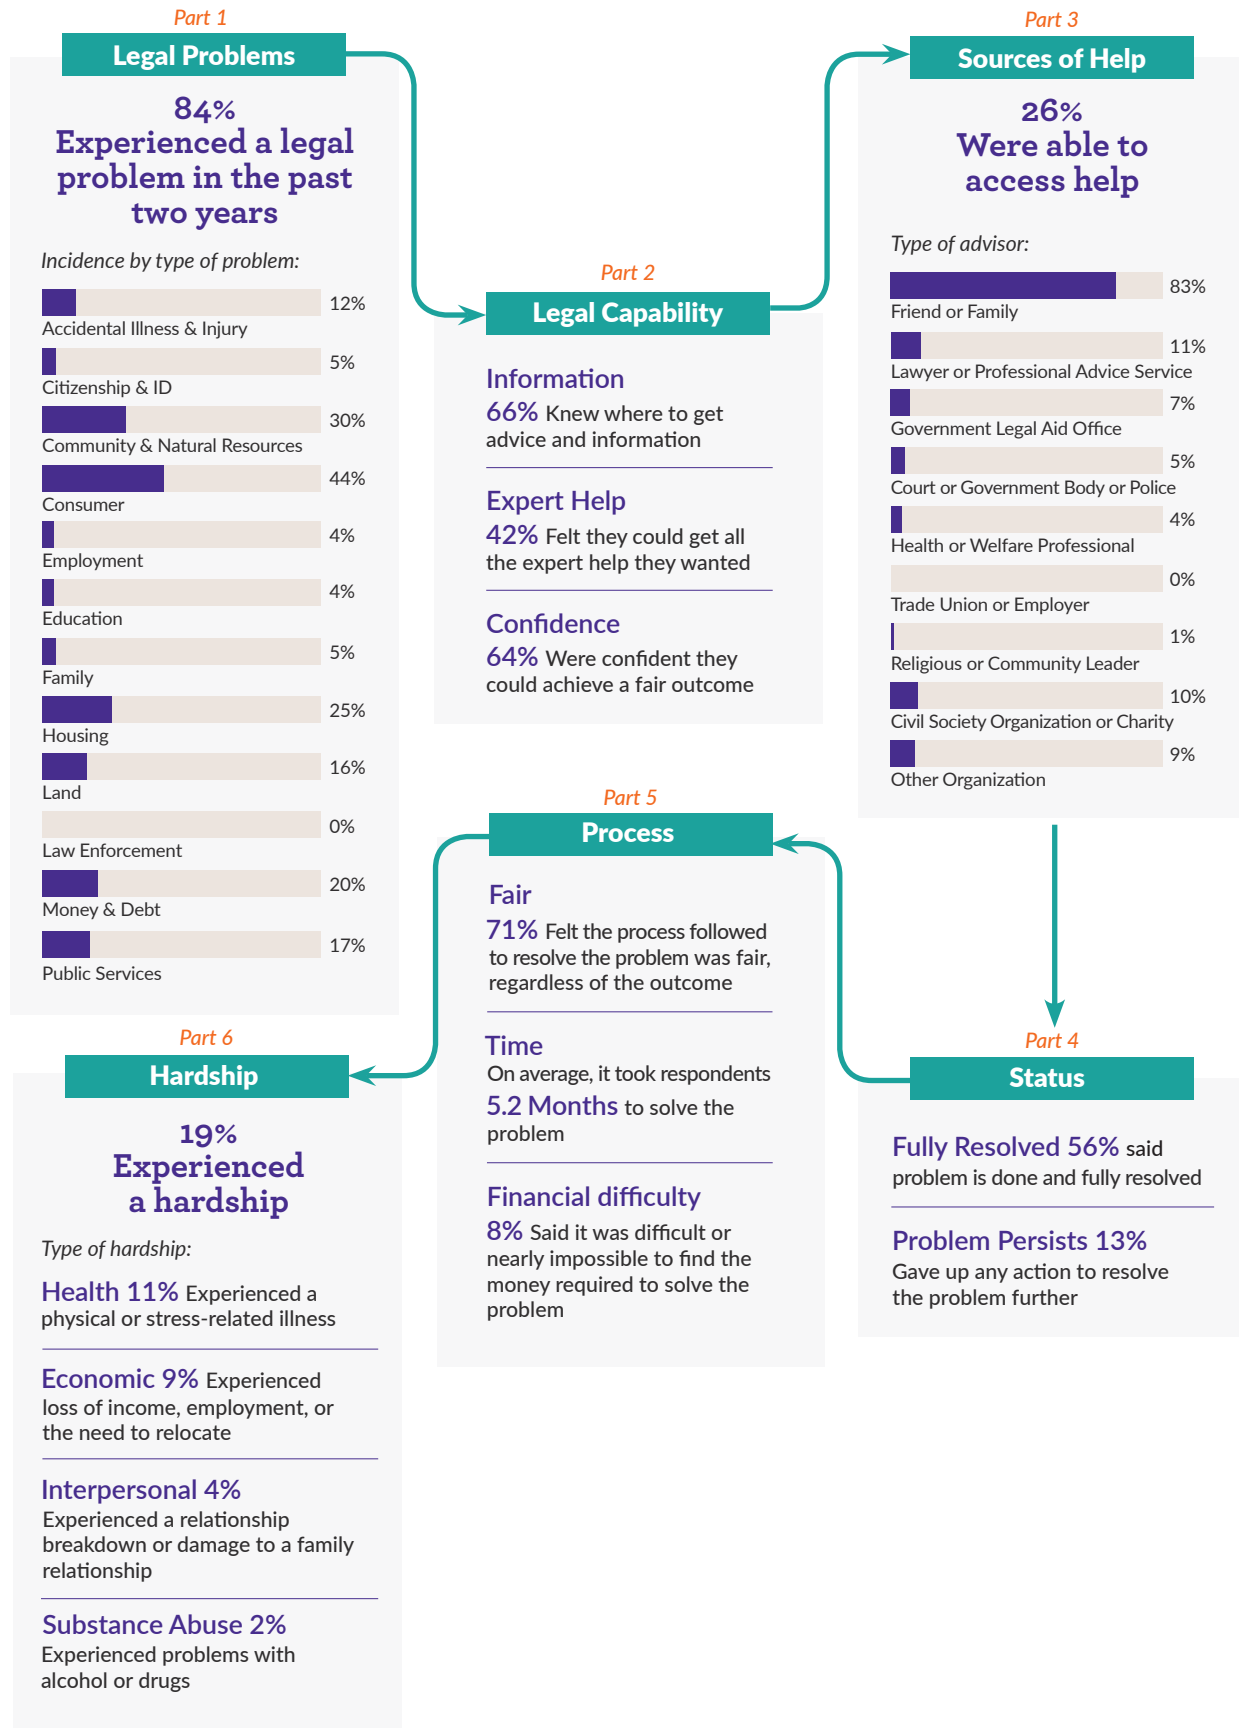 Part 1
Legal Problems
84%
Experienced a legal
problem in the past
two years
Incidence by type of problem:
12%
Accidental Illness & Injury
5%
Citizenship & ID
30%
Community & Natural Resources
44%
Consumer
4%
Employment
4%
Education
5%
Family
25%
Housing
16%
Land
0%
Law Enforcement
20%
Money & Debt
17%
Public Services
Part 2
Legal Capability
Information
66% Knew where to get
advice and information
Expert Help
42% Felt they could get all
the expert help they wanted
Confidence
64% Were confident they
could achieve a fair outcome
Part 3
Sources of Help
26%
Were able to
access help
Type of advisor:
83%
Friend or Family
11%
Lawyer or Professional Advice Service
7%
Government Legal Aid Office
5%
Court or Government Body or Police
4%
Health or Welfare Professional
0%
Trade Union or Employer
1%
Religious or Community Leader
10%
Civil Society Organization or Charity
9%
Other Organization
Part 4
Status
Fully Resolved 56% said
problem is done and fully resolved
Problem Persists 13%
Gave up any action to resolve
the problem further
Part 5
Process
Fair
71% Felt the process followed
to resolve the problem was fair,
regardless of the outcome
Time
On average, it took respondents
5.2 Months to solve the
problem
Financial difficulty
8% Said it was difficult or
nearly impossible to find the
money required to solve the
problem
Part 6
Hardship
19%
Experienced
a hardship
Type of hardship:
Health 11% Experienced a
physical or stress-related illness
Economic 9% Experienced
loss of income, employment, or
the need to relocate
Interpersonal 4%
Experienced a relationship
breakdown or damage to a family
relationship
Substance Abuse 2%
Experienced problems with
alcohol or drugs